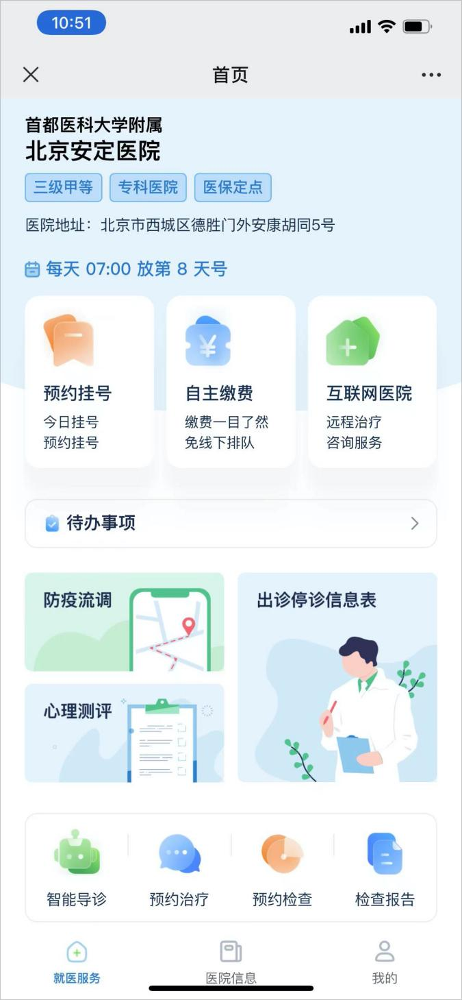 10:51
首页
首都医科大学附属
北京安定医院
三级甲等 专科医院 医保定点
医院地址：北京市西城区德胜门外安康胡同5号
每天 07:00 放第 8 天号
预约挂号
今日挂号
预约挂号
自主缴费
缴费一目了然
免线下排队
互联网医院
远程治疗
咨询服务
待办事项
防疫流调
出诊停诊信息表
心理测评
智能导诊 预约治疗 预约检查 检查报告
就医服务 医院信息 我的